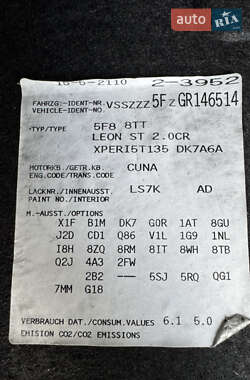 AUTO
RIA
16-6-2110 2-3952
FAHRZG.-IDENT-NR.
VEHICLE-IDENT-NO. VSSZZZ5FZGR146514
*TYP/TYPE 5F8 8TT
LEON ST 2.0CR
XPERI5T135 DK7A6A
MOTORKB./GETR.KB.
ENG.CODE/TRANS.CODE CUNA
LACKNR./INNENAUSST.
PAINT NO./INTERIOR LS7K AD
M.-AUSST./OPTIONS
X1F B1M DK7 G0R 1AT 8GU
J2D CD1 Q86 V1L 1G9 1NL
I8H 8ZQ 8RM 8IT 8WH 8TB
Q2J 4A3 2FW
2B2 --- 5SJ 5RQ QG1
7MM G18
VERBRAUCH DAT./CONSUM.VALUES 6.1 5.0
EMISION CO2/CO2 EMISSIONS